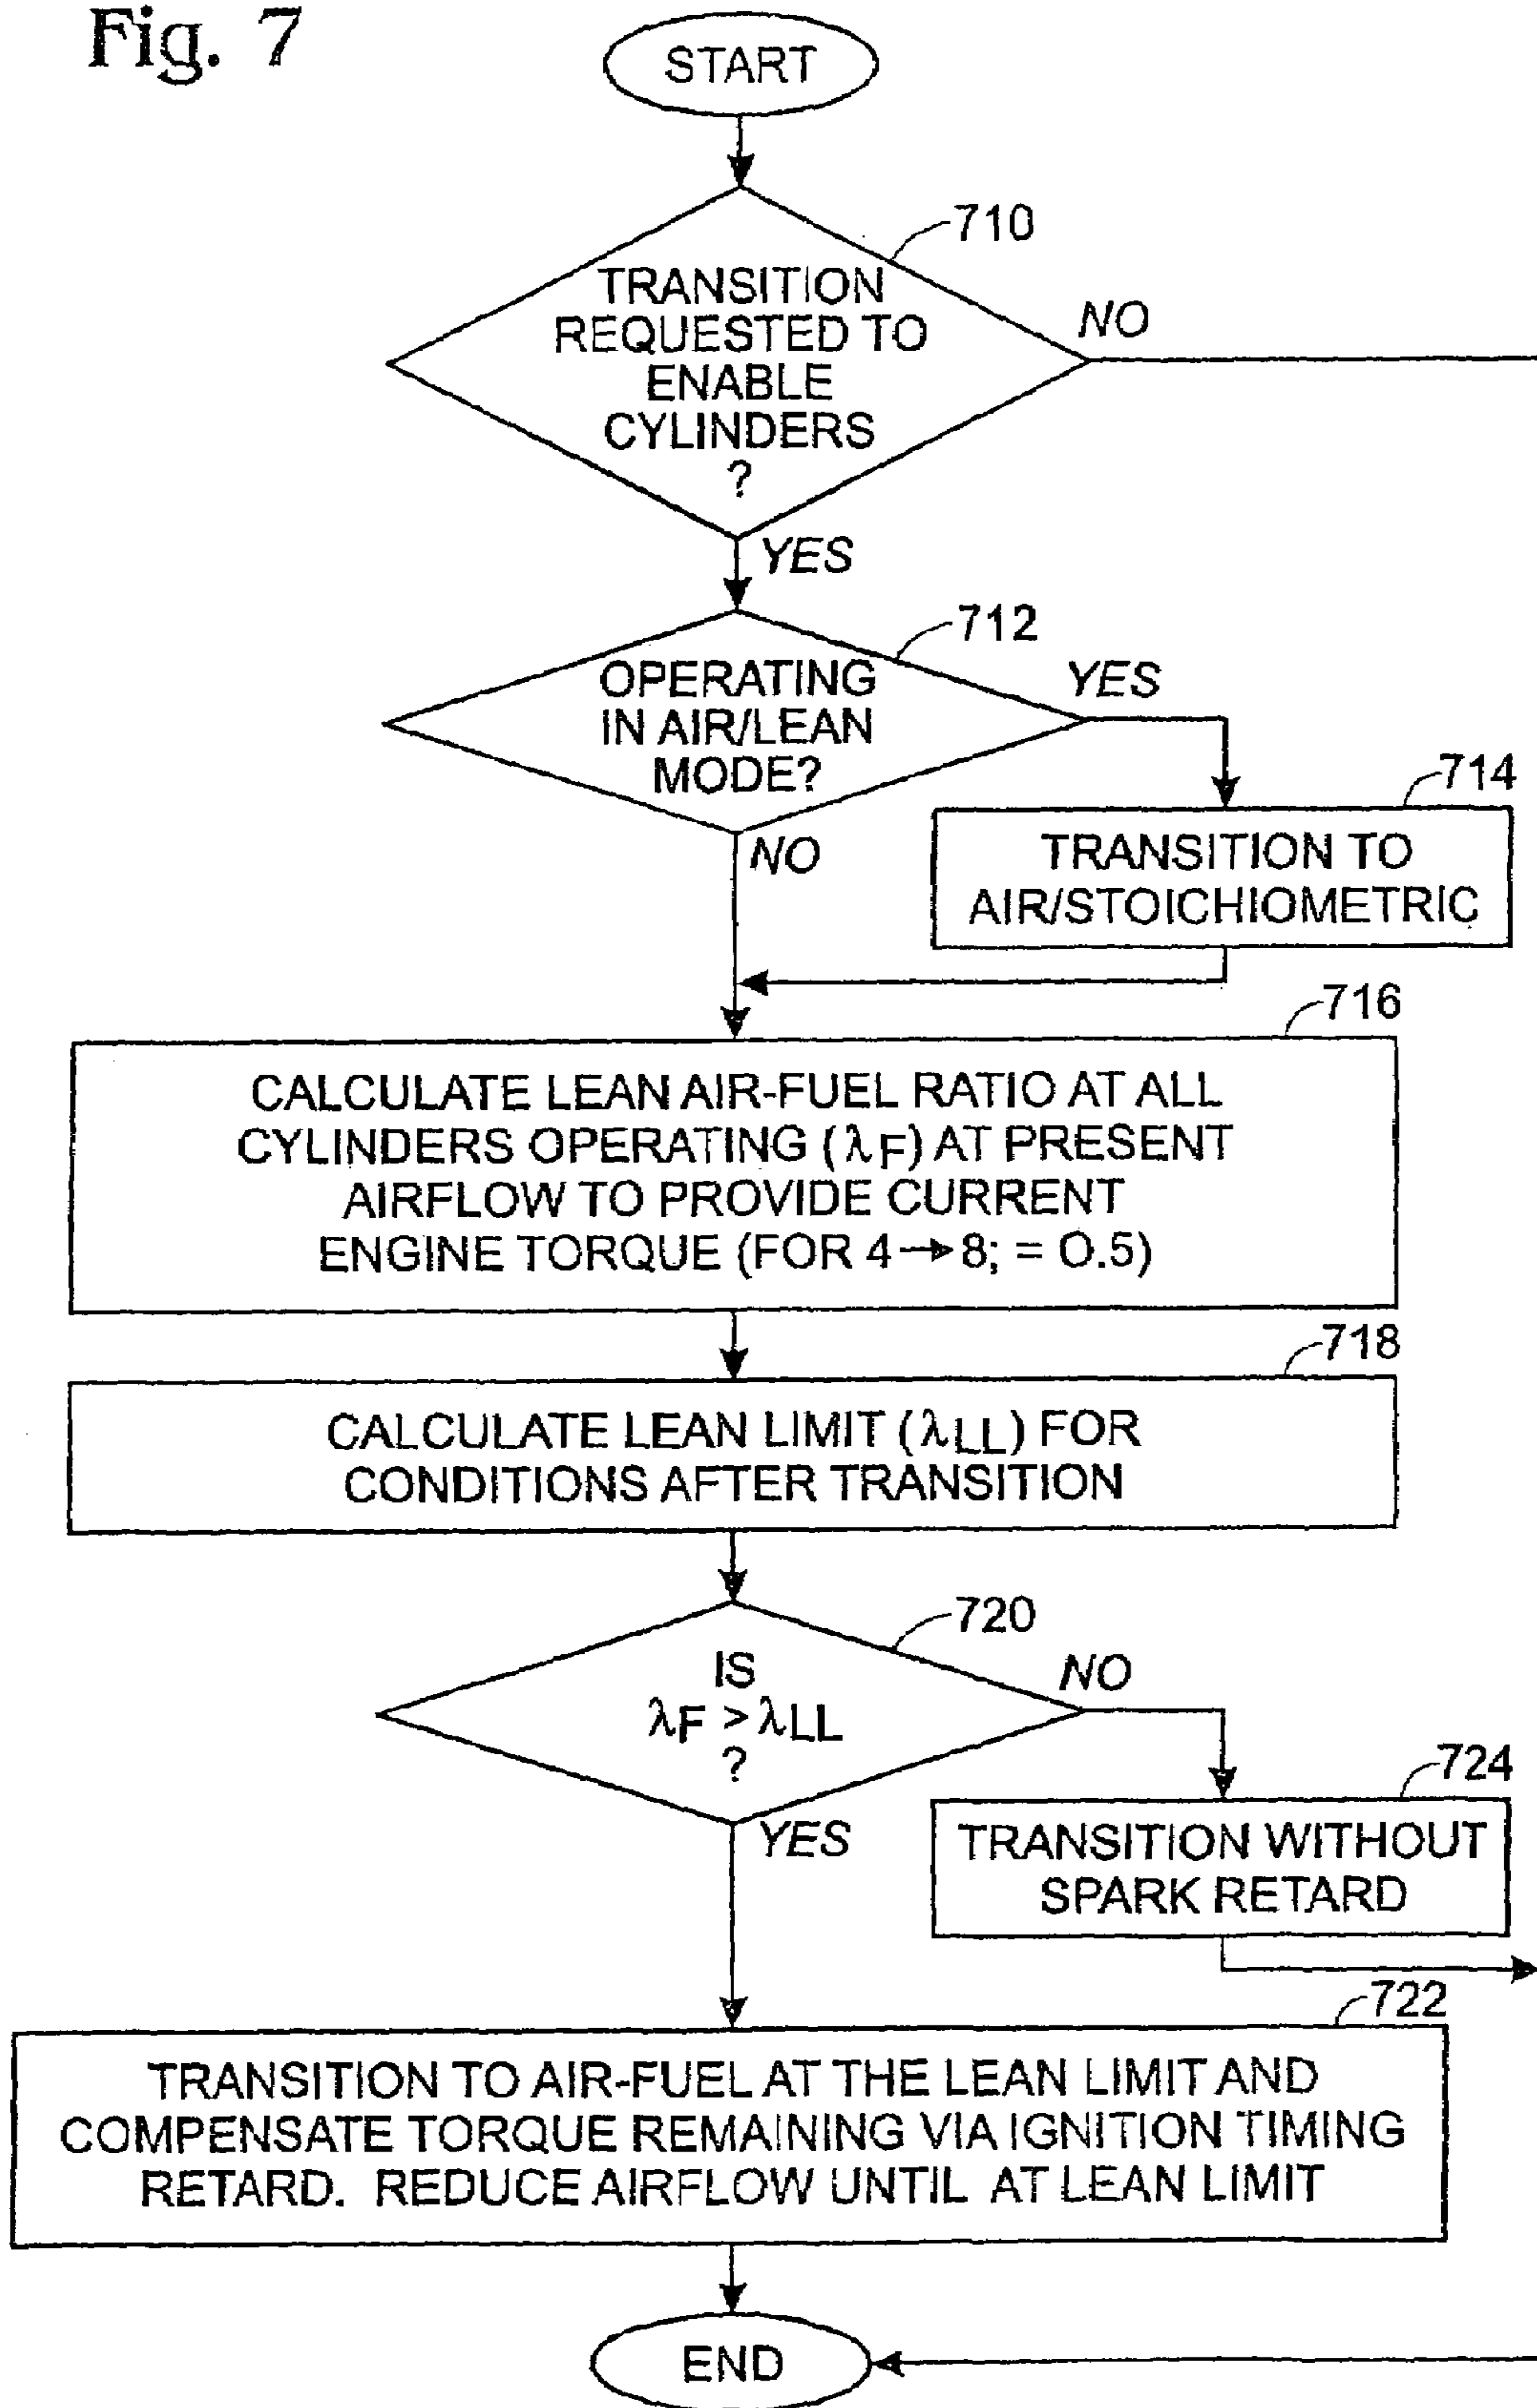 Fig. 7
START
710
TRANSITION
REQUESTED TO
ENABLE
CYLINDERS
?
NO
YES
712
OPERATING
IN AIR/LEAN
MODE?
YES
NO
714
TRANSITION TO
AIR/STOICHIOMETRIC
716
CALCULATE LEAN AIR-FUEL RATIO AT ALL
CYLINDERS OPERATING (λF) AT PRESENT
AIRFLOW TO PROVIDE CURRENT
ENGINE TORQUE (FOR 4→8; = 0.5)
718
CALCULATE LEAN LIMIT (λLL) FOR
CONDITIONS AFTER TRANSITION
720
IS
λF > λLL
?
NO
YES
724
TRANSITION WITHOUT
SPARK RETARD
722
TRANSITION TO AIR-FUEL AT THE LEAN LIMIT AND
COMPENSATE TORQUE REMAINING VIA IGNITION TIMING
RETARD. REDUCE AIRFLOW UNTIL AT LEAN LIMIT
END